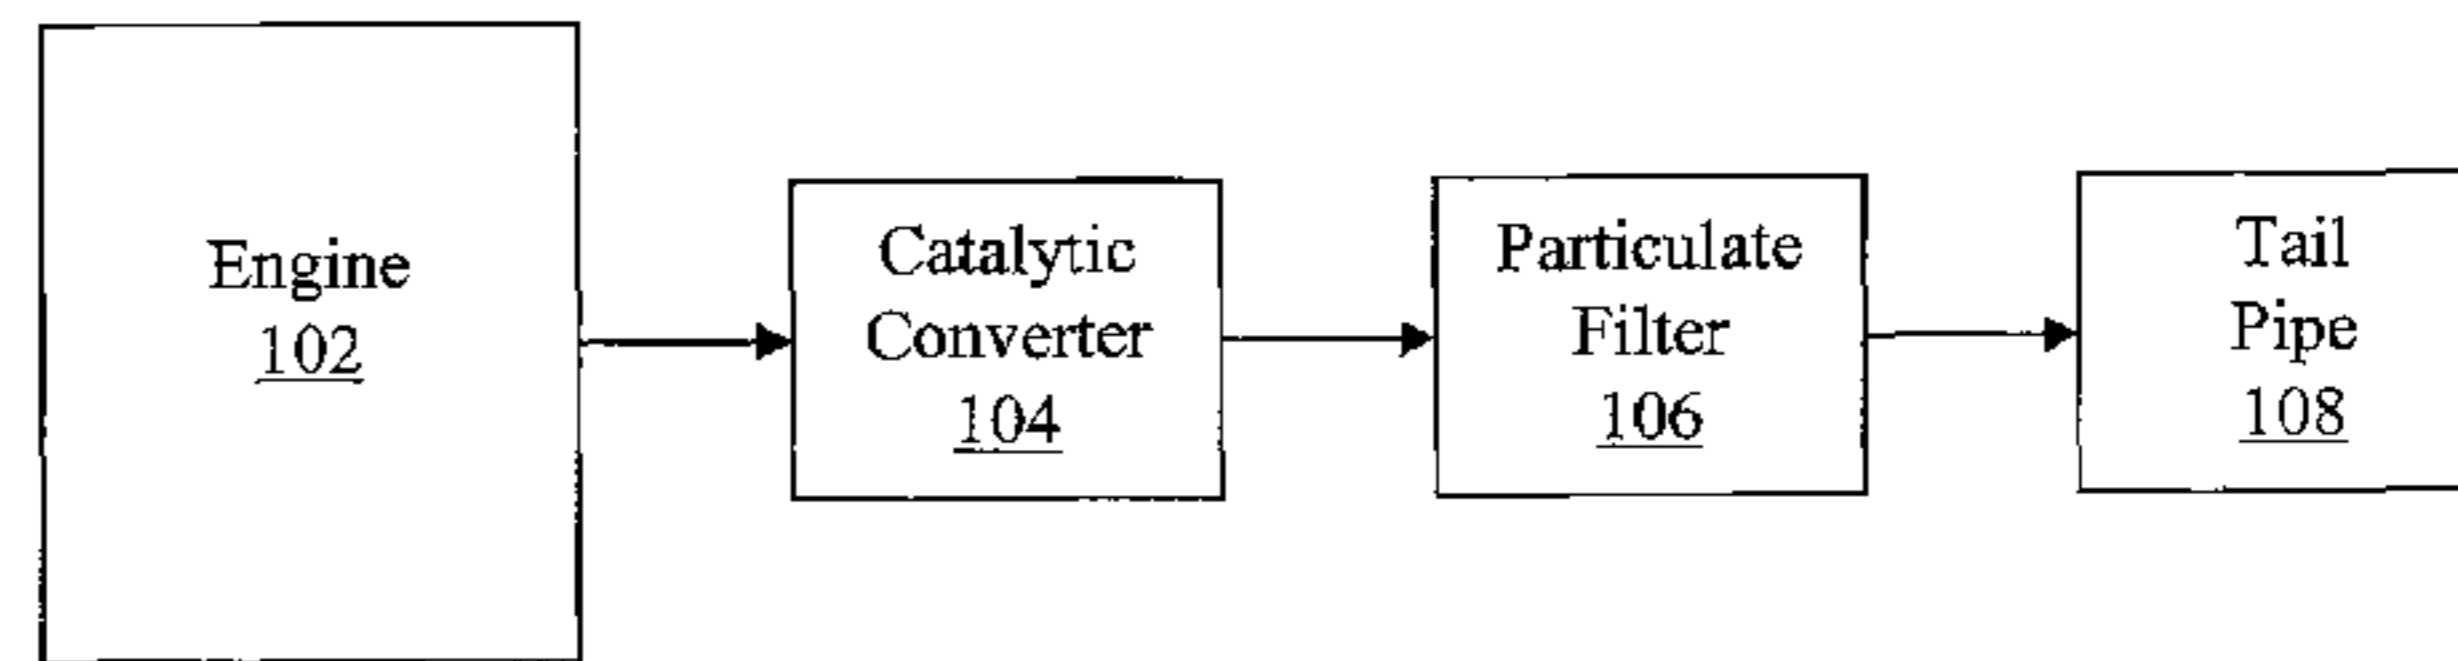 Engine
102
Catalytic
Converter
104
Particulate
Filter
106
Tail
Pipe
108